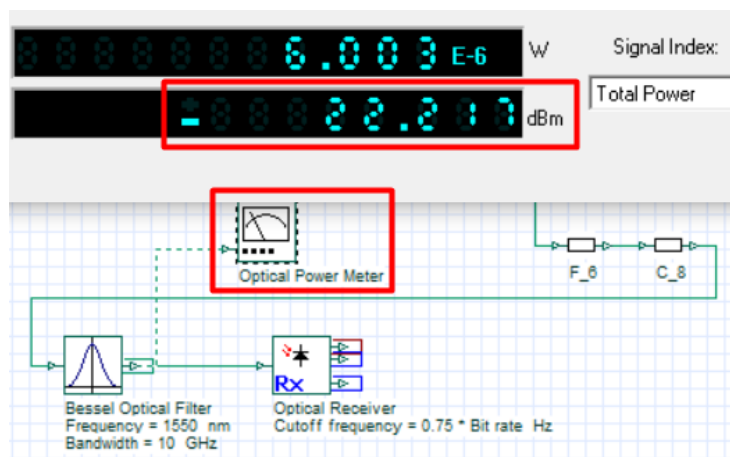 6.003 E-6 W
Signal Index:
-22.217 dBm
Total Power
Optical Power Meter
F_6
C_8
Rx
Bessel Optical Filter
Frequency = 1550 nm
Bandwidth = 10 GHz
Optical Receiver
Cutoff frequency = 0.75 * Bit rate Hz